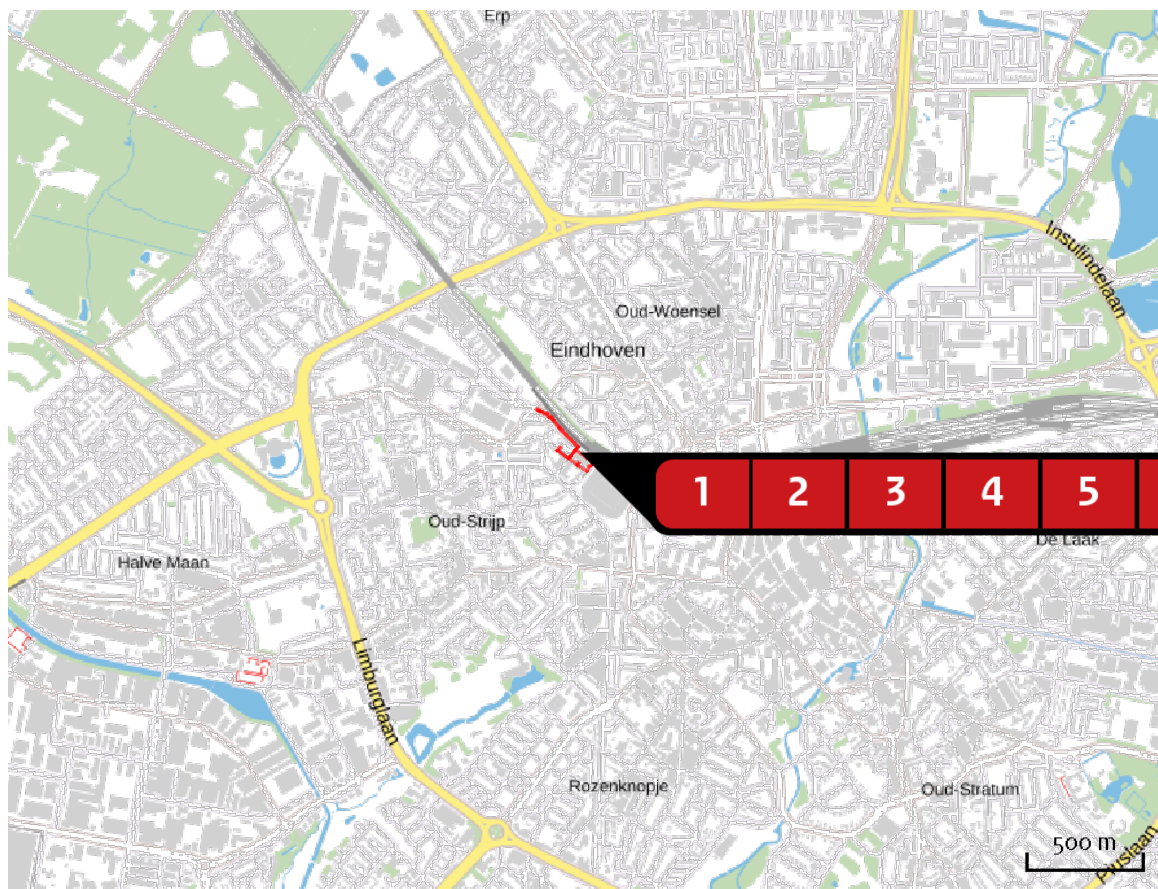 Erp
Insulindelaan
Oud-Woensel
Eindhoven
1 2 3 4 5
Oud-Strijp
De Laak
Halve Maan
Limburglaan
Rozenknopje
Oud-Stratum
500 m